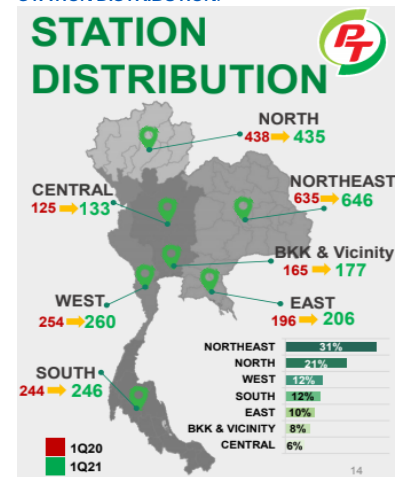 STATION
DISTRIBUTION
PT
NORTH
438 435
NORTHEAST
635 646
CENTRAL
125 133
BKK & Vicinity
165 177
WEST
254 260
EAST
196 206
SOUTH
244 246
NORTHEAST 31%
NORTH 21%
WEST 12%
SOUTH 12%
EAST 10%
BKK & VICINITY 8%
CENTRAL 6%
1Q20
1Q21
14